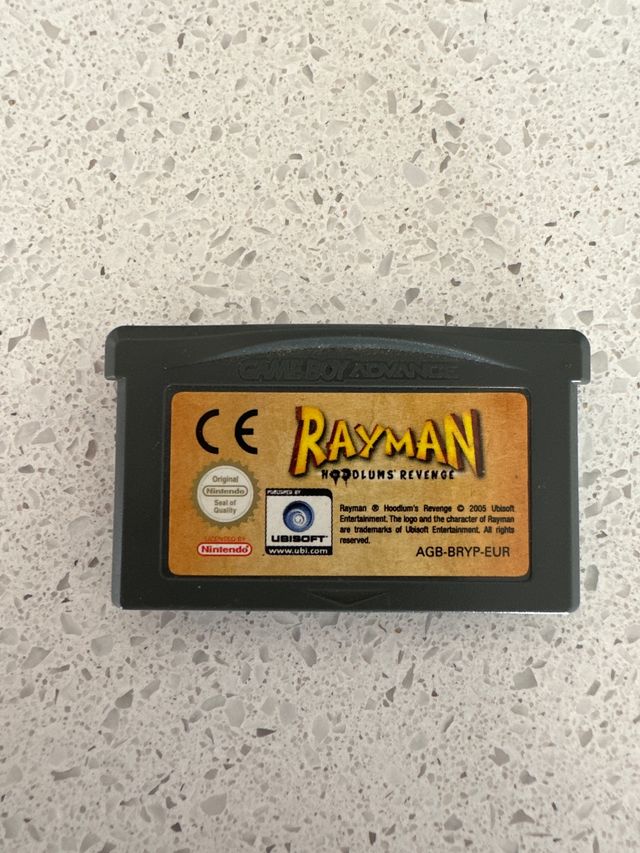 GAME BOY ADVANCE
CE
RAYMAN
HOODLUMS' REVENGE
Original
Nintendo
Seal of
Quality
PUBLISHED BY
UBISOFT
www.ubi.com
LICENSED BY
Nintendo
Rayman ® Hoodlum's Revenge © 2005 Ubisoft
Entertainment. The logo and the character of Rayman
are trademarks of Ubisoft Entertainment. All rights
reserved.
AGB-BRYP-EUR